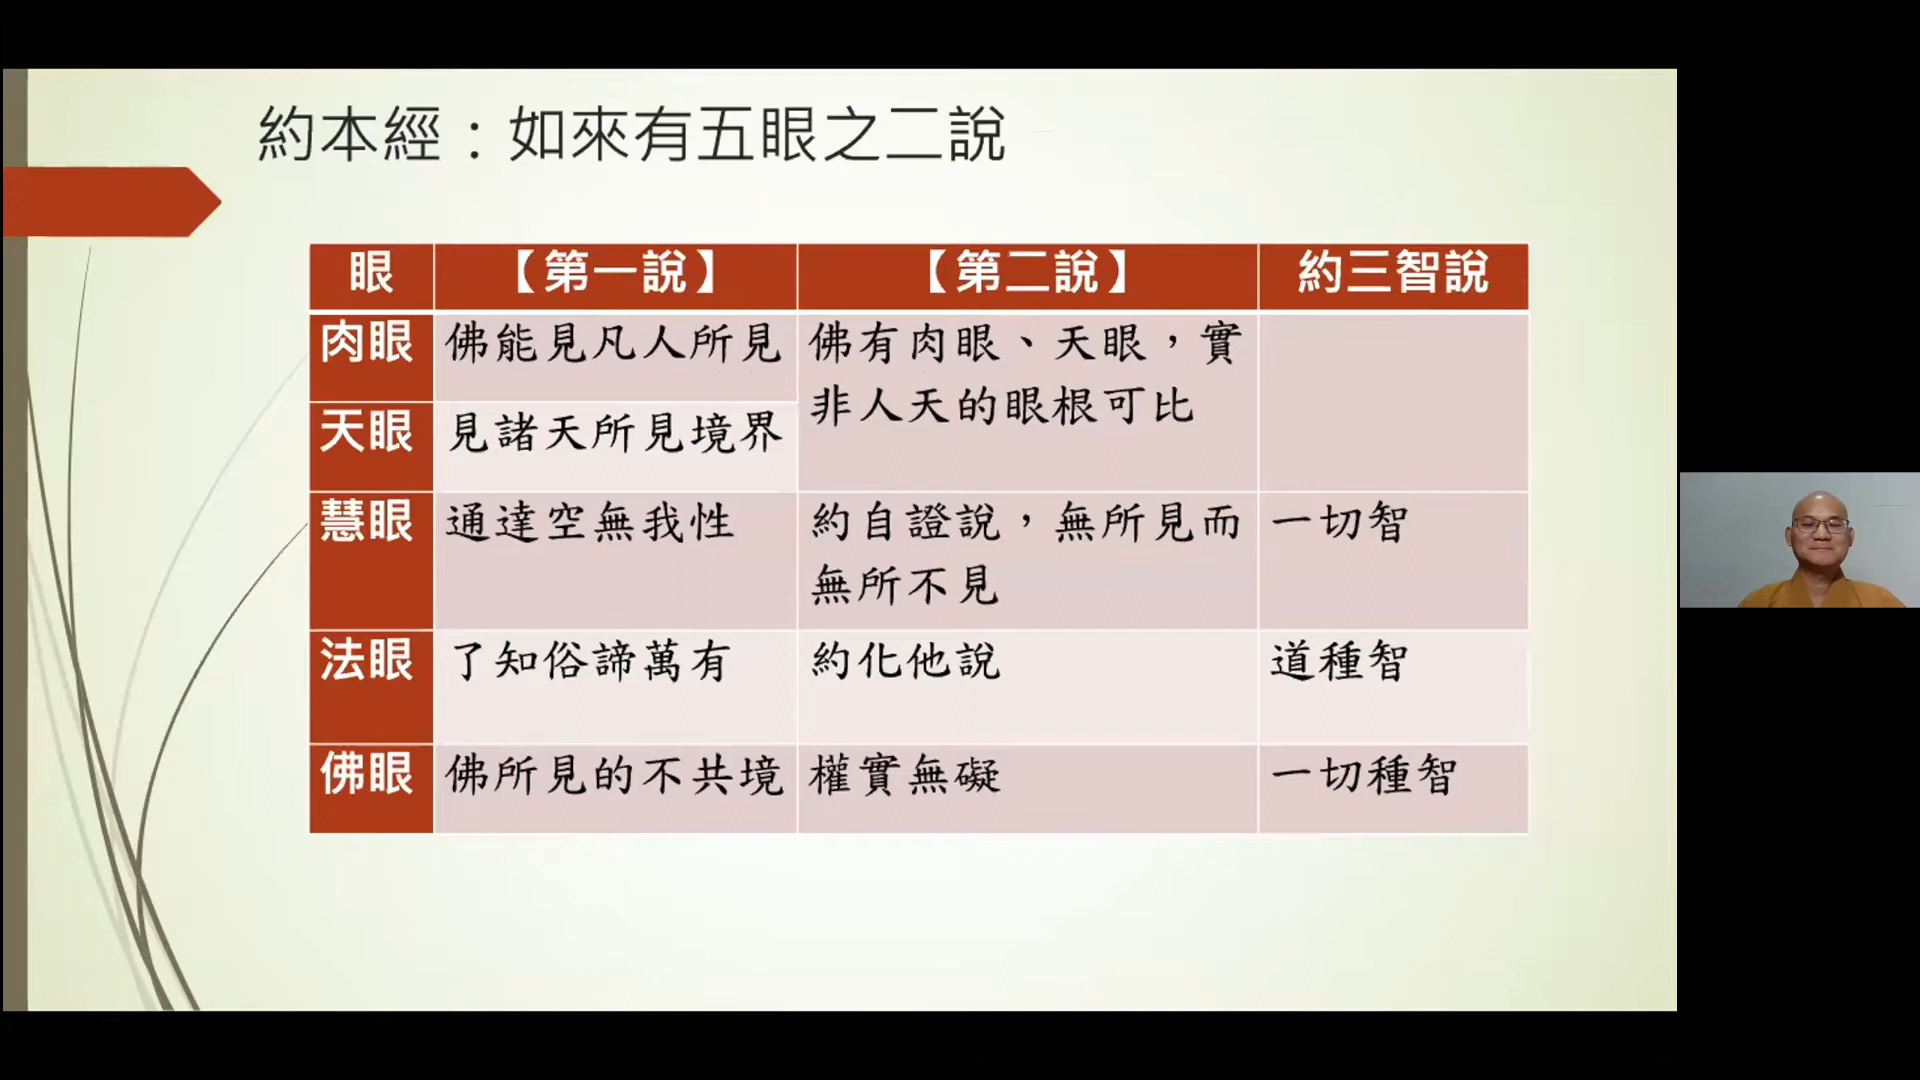 約本經：如來有五眼之二說
眼 【第一說】 【第二說】 約三智說
肉眼 佛能見凡人所見 佛有肉眼、天眼，實
非人天的眼根可比
天眼 見諸天所見境界
慧眼 通達空無我性 約自證說，無所見而 一切智
無所不見
法眼 了知俗諦萬有 約化他說 道種智
佛眼 佛所見的不共境 權實無礙 一切種智